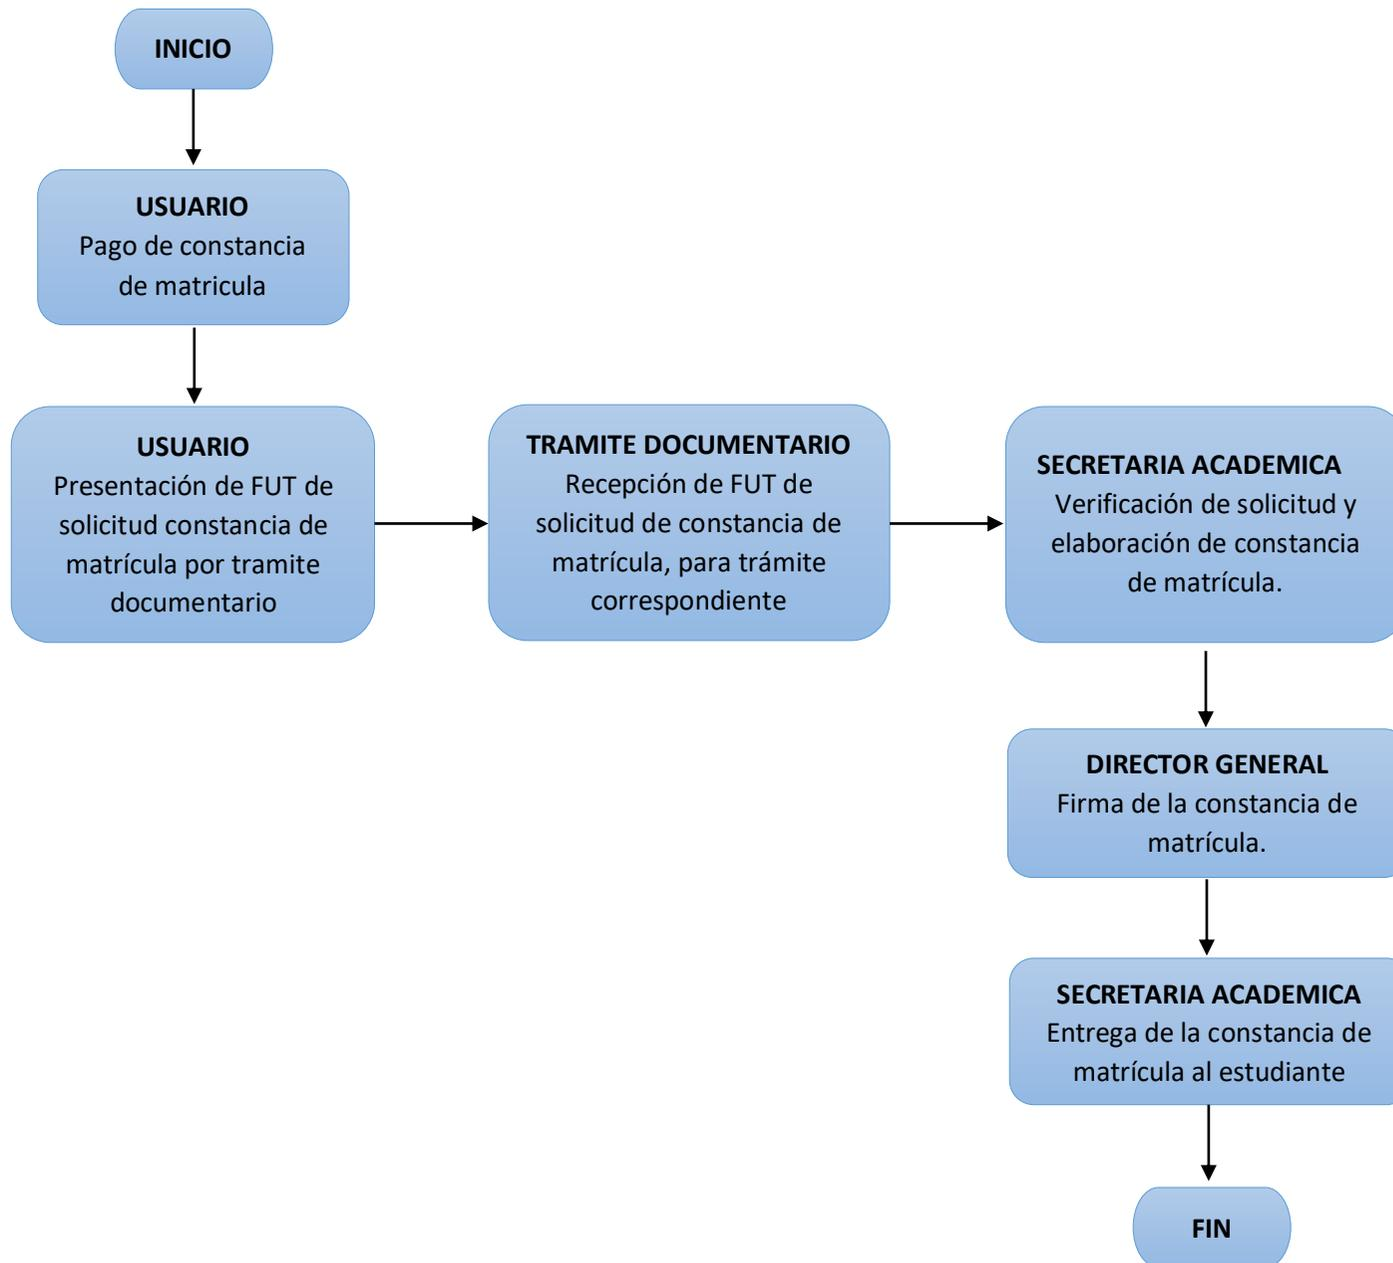 INICIO
USUARIO
Pago de constancia
de matricula
USUARIO
Presentación de FUT de
solicitud constancia de
matrícula por tramite
documentario
TRAMITE DOCUMENTARIO
Recepción de FUT de
solicitud de constancia de
matrícula, para trámite
correspondiente
SECRETARIA ACADEMICA
Verificación de solicitud y
elaboración de constancia
de matrícula.
DIRECTOR GENERAL
Firma de la constancia de
matrícula.
SECRETARIA ACADEMICA
Entrega de la constancia de
matrícula al estudiante
FIN